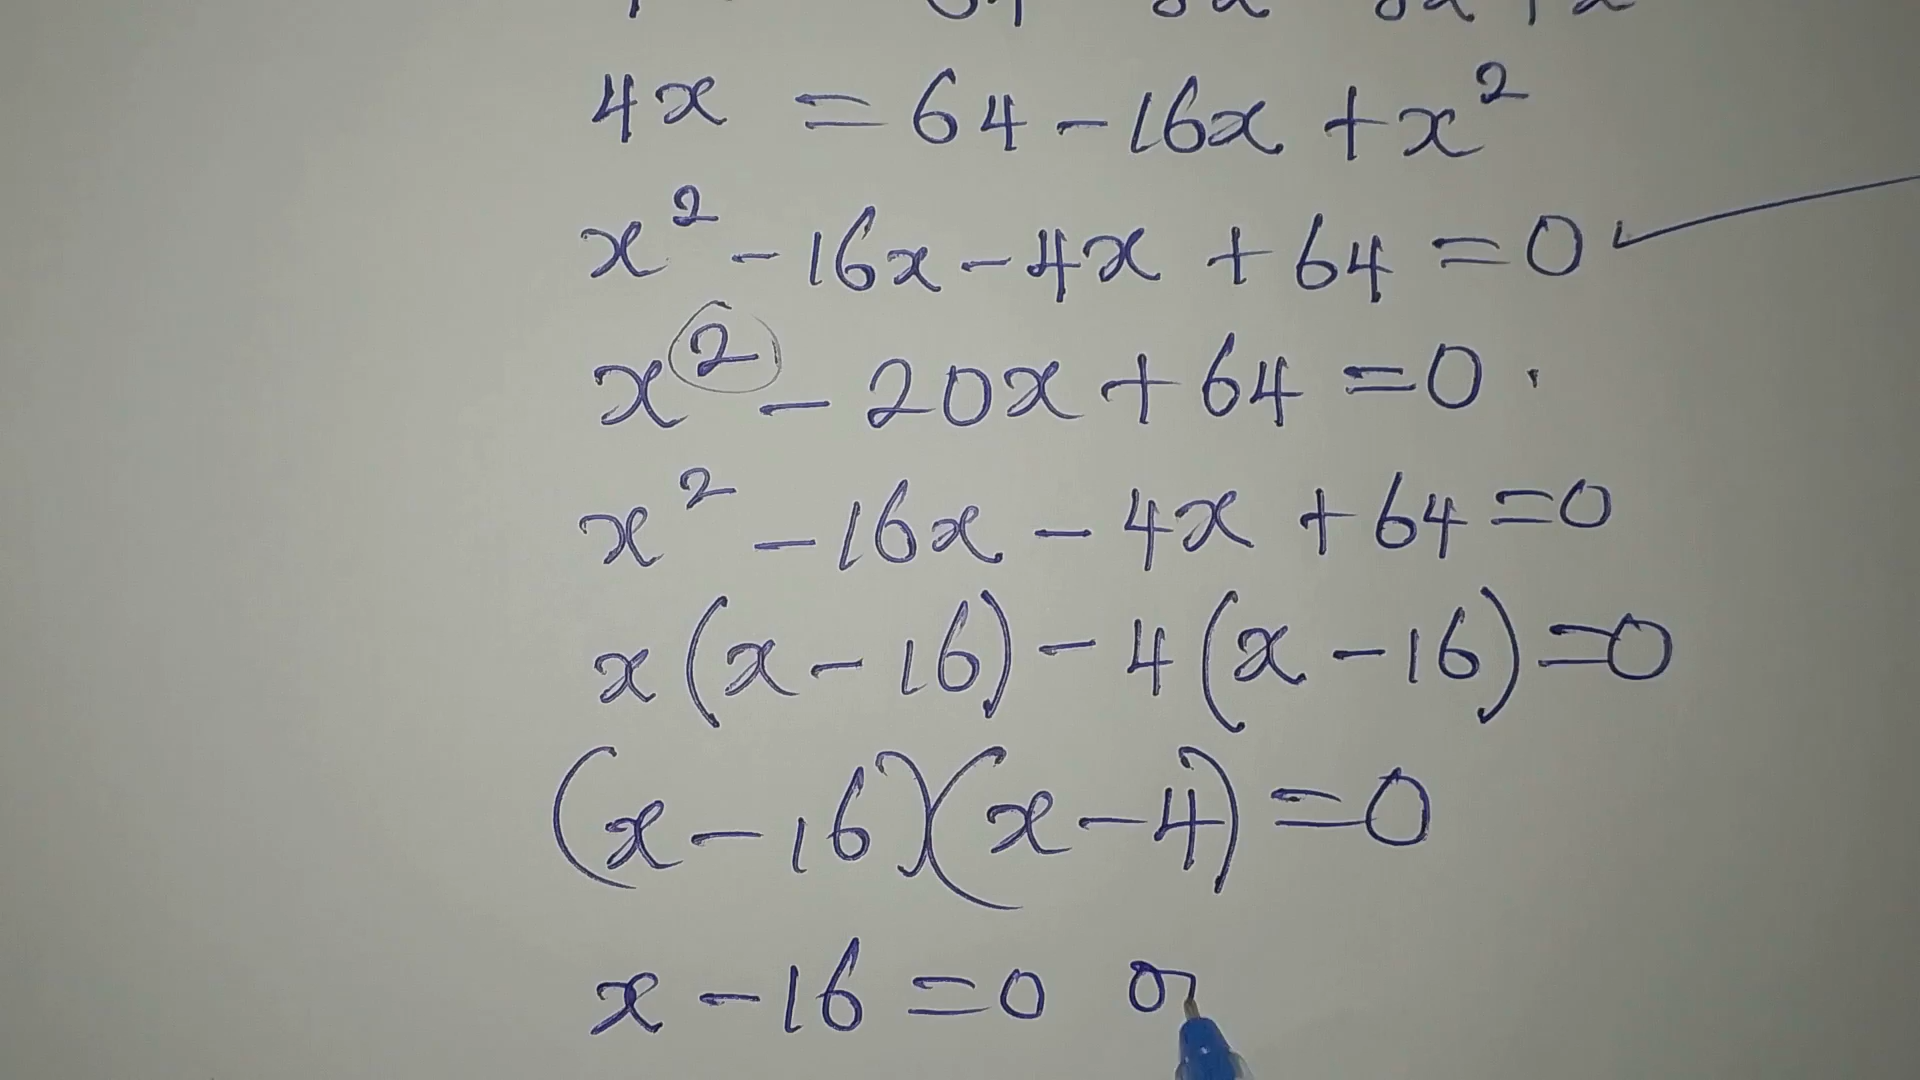 4x = 64 - 16x + x²
x² - 16x - 4x + 64 = 0
x² - 20x + 64 = 0 .
x² - 16x - 4x + 64 = 0
x(x - 16) - 4(x - 16) = 0
(x - 16)(x - 4) = 0
x - 16 = 0 or